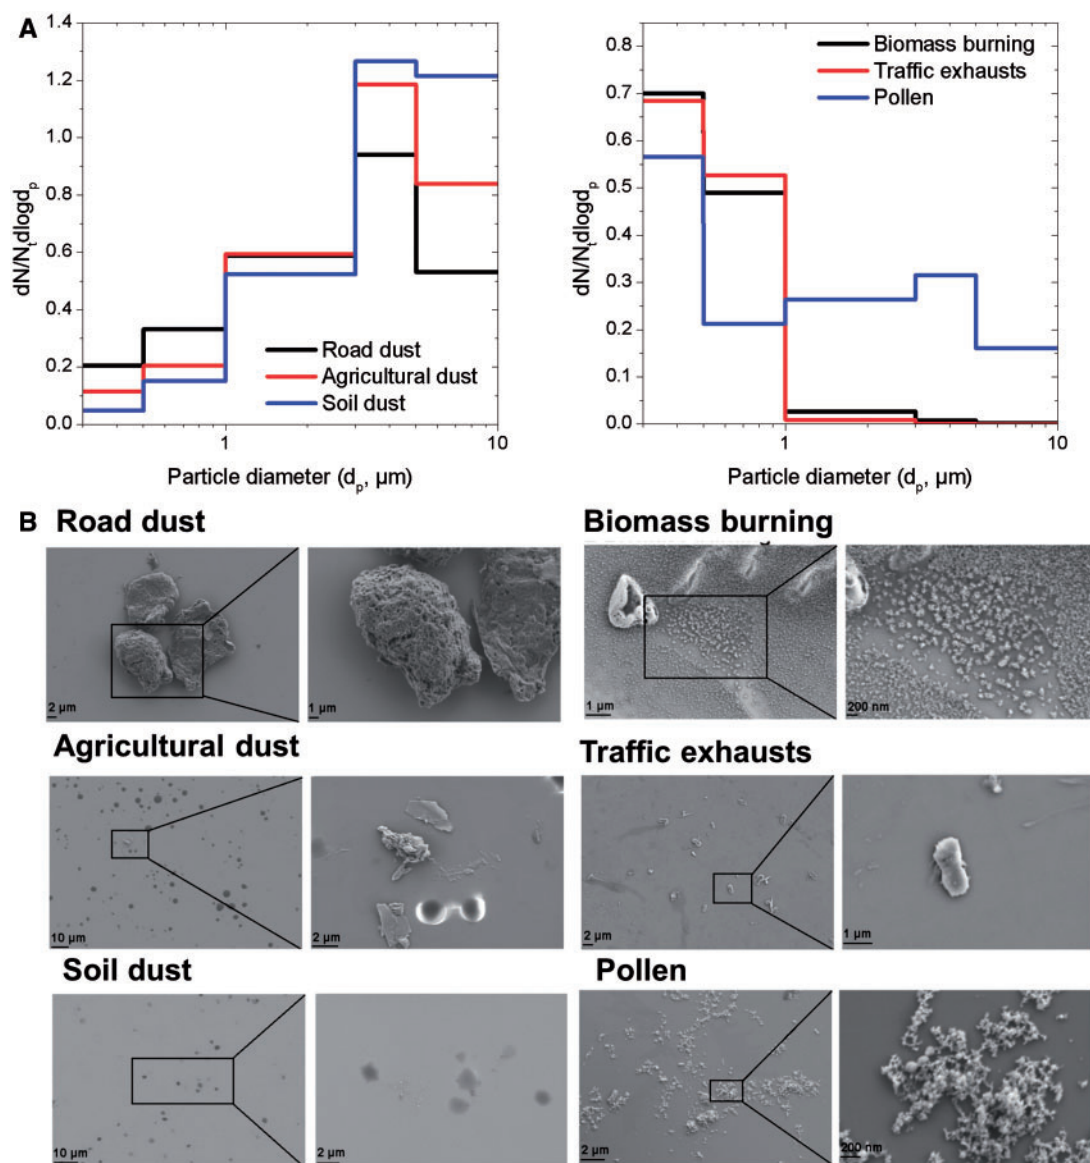 A
1.4
1.2
1.0
0.8
0.6
0.4
0.2
0.0
dN/N_t dlogd_p
Road dust
Agricultural dust
Soil dust
1
10
Particle diameter (d_p, µm)
0.8
0.7
0.6
0.5
0.4
0.3
0.2
0.1
0.0
dN/N_t dlogd_p
Biomass burning
Traffic exhausts
Pollen
1
10
Particle diameter (d_p, µm)
B Road dust
Biomass burning
2 µm
1 µm
1 µm
200 nm
Agricultural dust
Traffic exhausts
10 µm
2 µm
2 µm
1 µm
Soil dust
Pollen
10 µm
2 µm
2 µm
200 nm